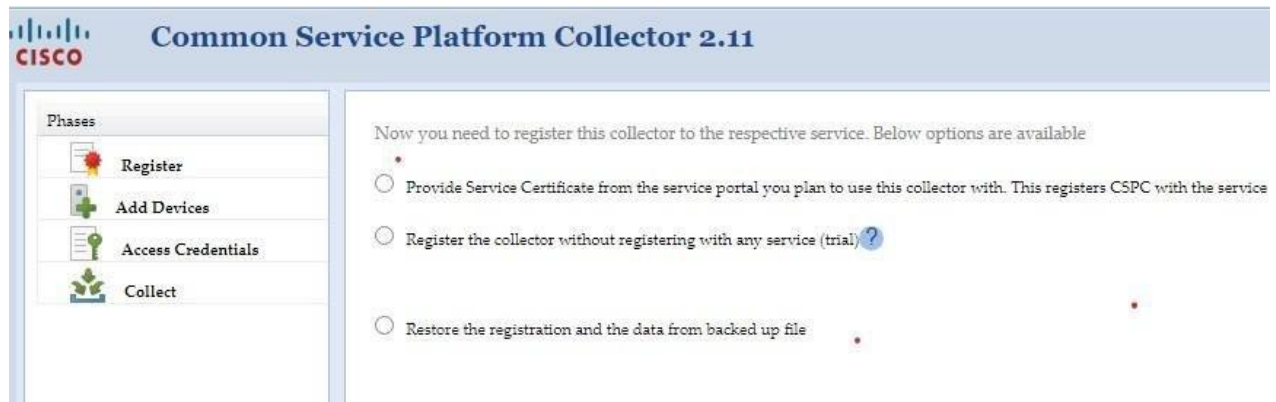 CISCO
Common Service Platform Collector 2.11
Phases
Register
Add Devices
Access Credentials
Collect
Now you need to register this collector to the respective service. Below options are available
Provide Service Certificate from the service portal you plan to use this collector with. This registers CSPC with the service
Register the collector without registering with any service (trial) ?
Restore the registration and the data from backed up file